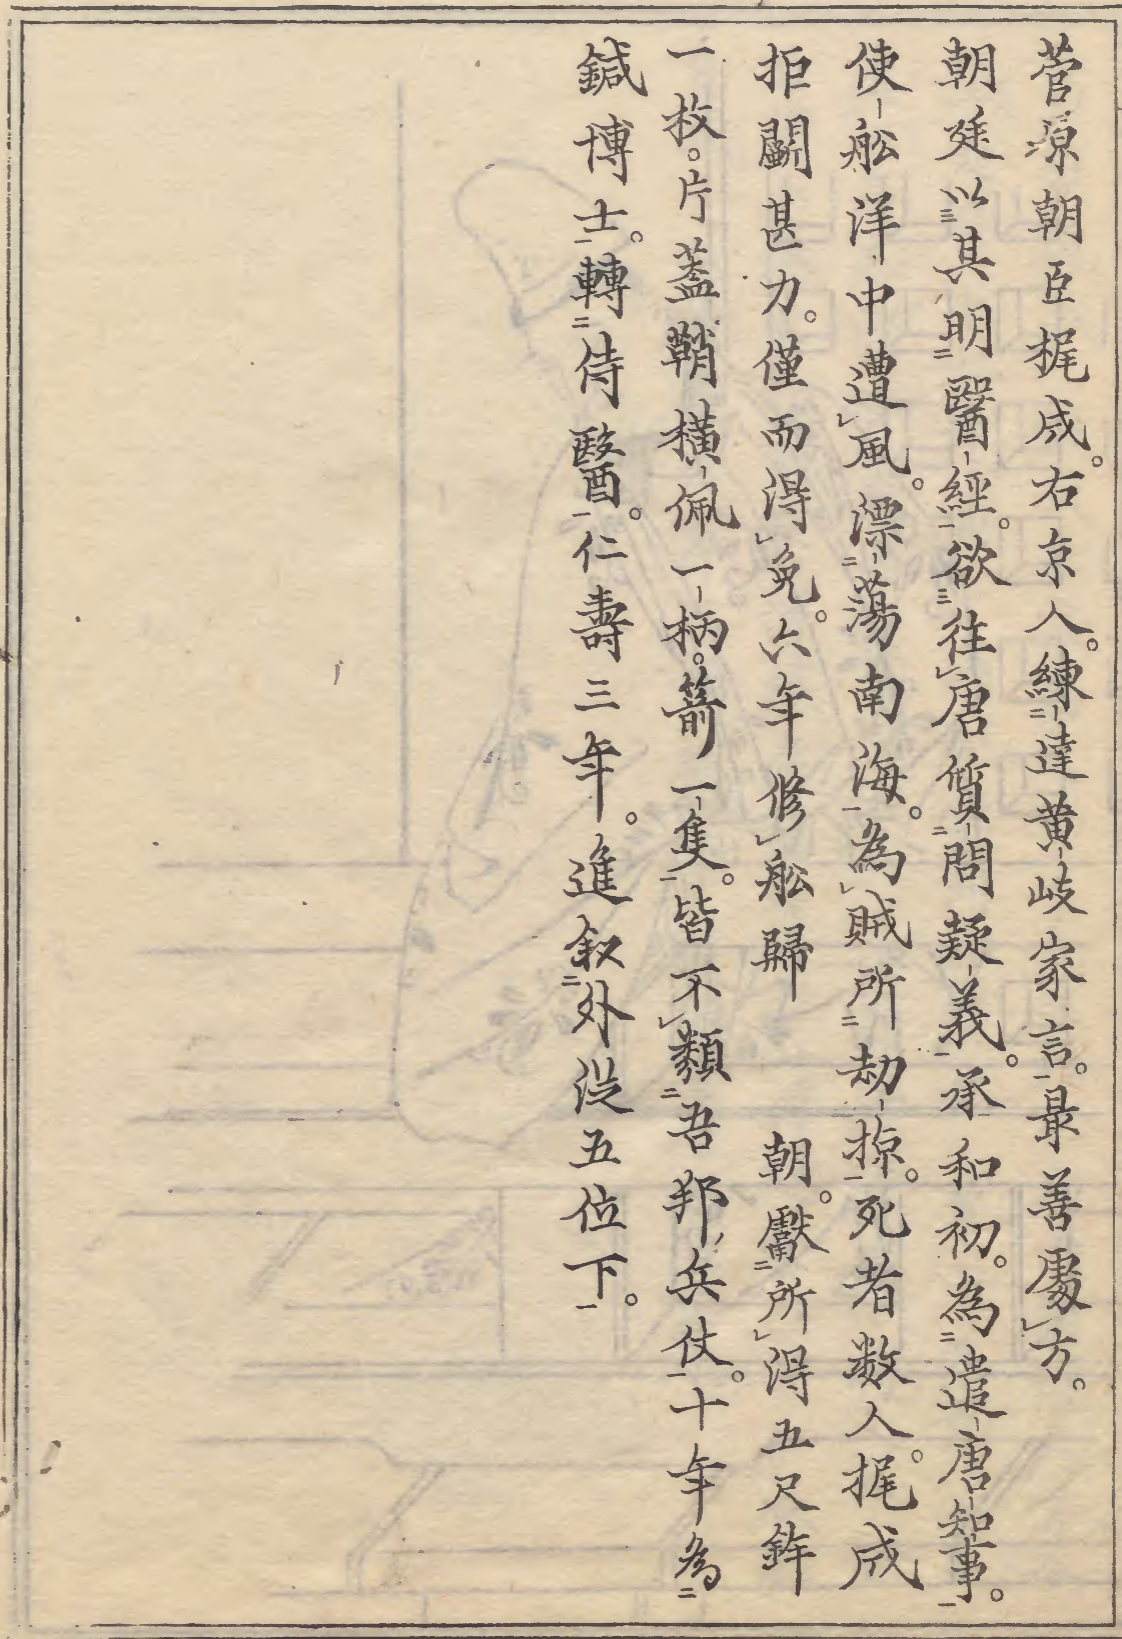 菅原朝臣梶成。右京人。練達黄岐家言。最善處方。
朝廷以其明醫經。欲往唐質問疑義。承和初。為遣唐知事。
使舩洋中遭風。漂蕩南海。為賊所劫掠。死者数人。梶成
拒鬭甚力。僅而得免。六年修舩歸　朝。獻所得五尺鉾
一枚。片蓋鞘横佩一柄。箭一隻。皆不類吾邦兵仗。十年為
鍼博士。轉侍醫。仁壽三年。進叙外從五位下。